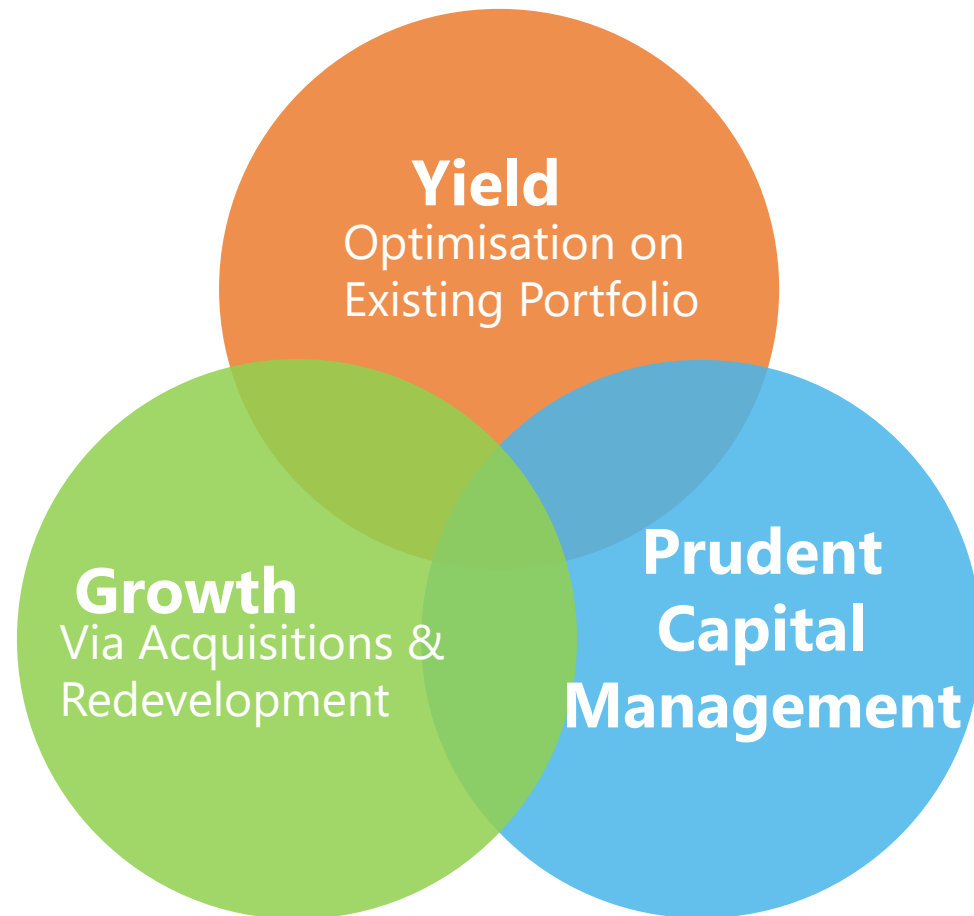 Yield
Optimisation on
Existing Portfolio
Growth
Via Acquisitions &
Redevelopment
Prudent
Capital
Management